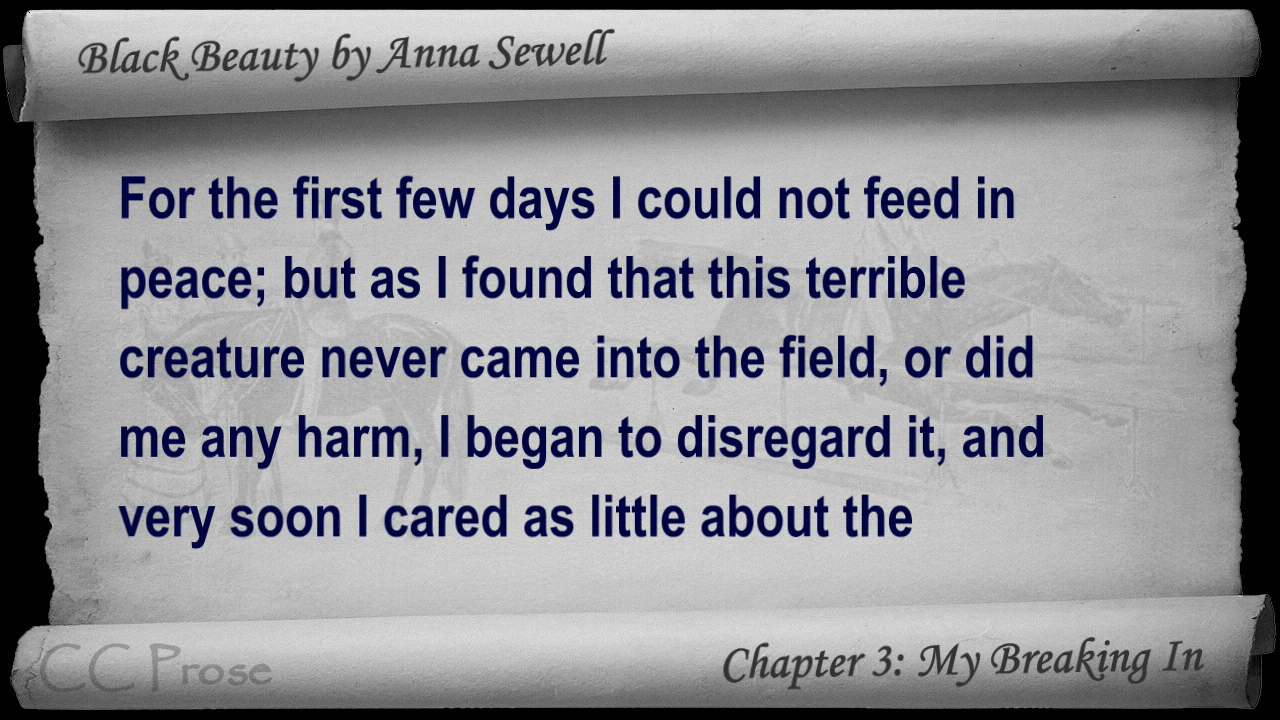 Black Beauty by Anna Sewell
For the first few days I could not feed in
peace; but as I found that this terrible
creature never came into the field, or did
me any harm, I began to disregard it, and
very soon I cared as little about the
CC Prose
Chapter 3: My Breaking In